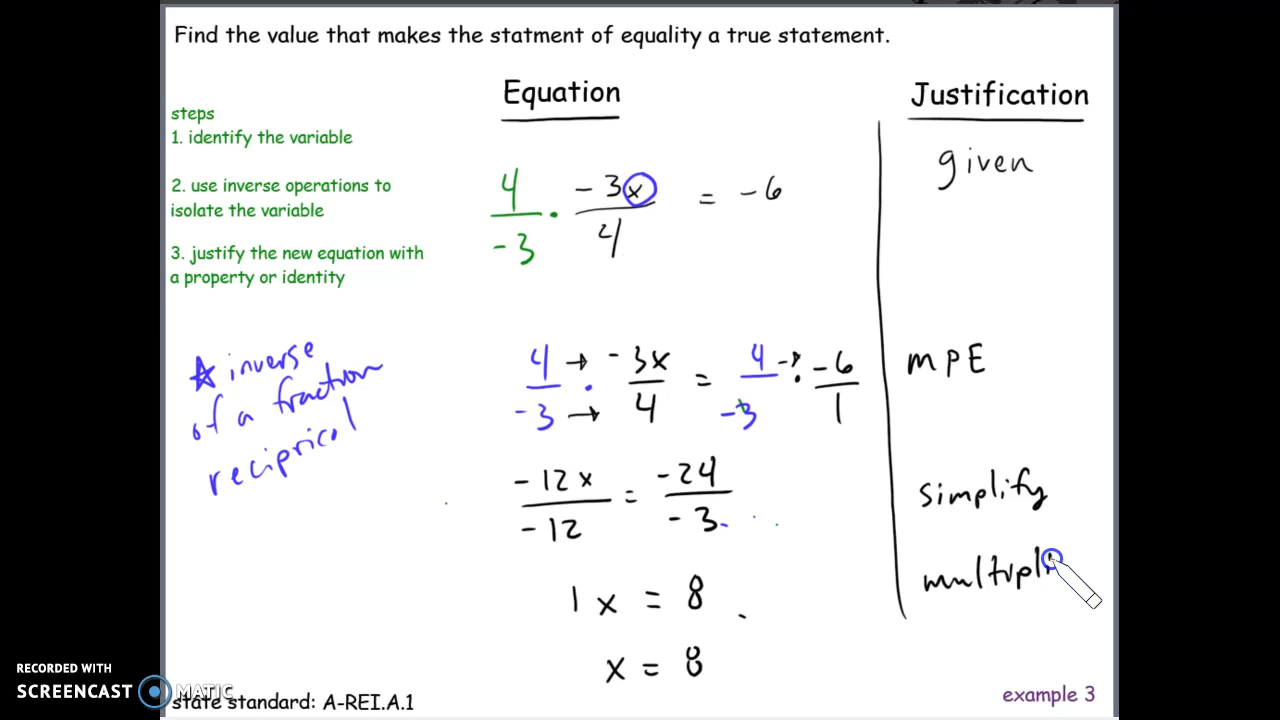 Find the value that makes the statment of equality a true statement.
Equation
Justification
steps
1. identify the variable
2. use inverse operations to
isolate the variable
3. justify the new equation with
a property or identity
4/-3 · -3x/4 = -6
given
★ inverse
of a fraction
reciprical
4/-3 · -3x/4 = 4/-3 · -6/1
MPE
-12x/-12 = -24/-3
simplify
1x = 8
multipli
x = 8
RECORDED WITH
SCREENCAST MATIC
state standard: A-REI.A.1
example 3